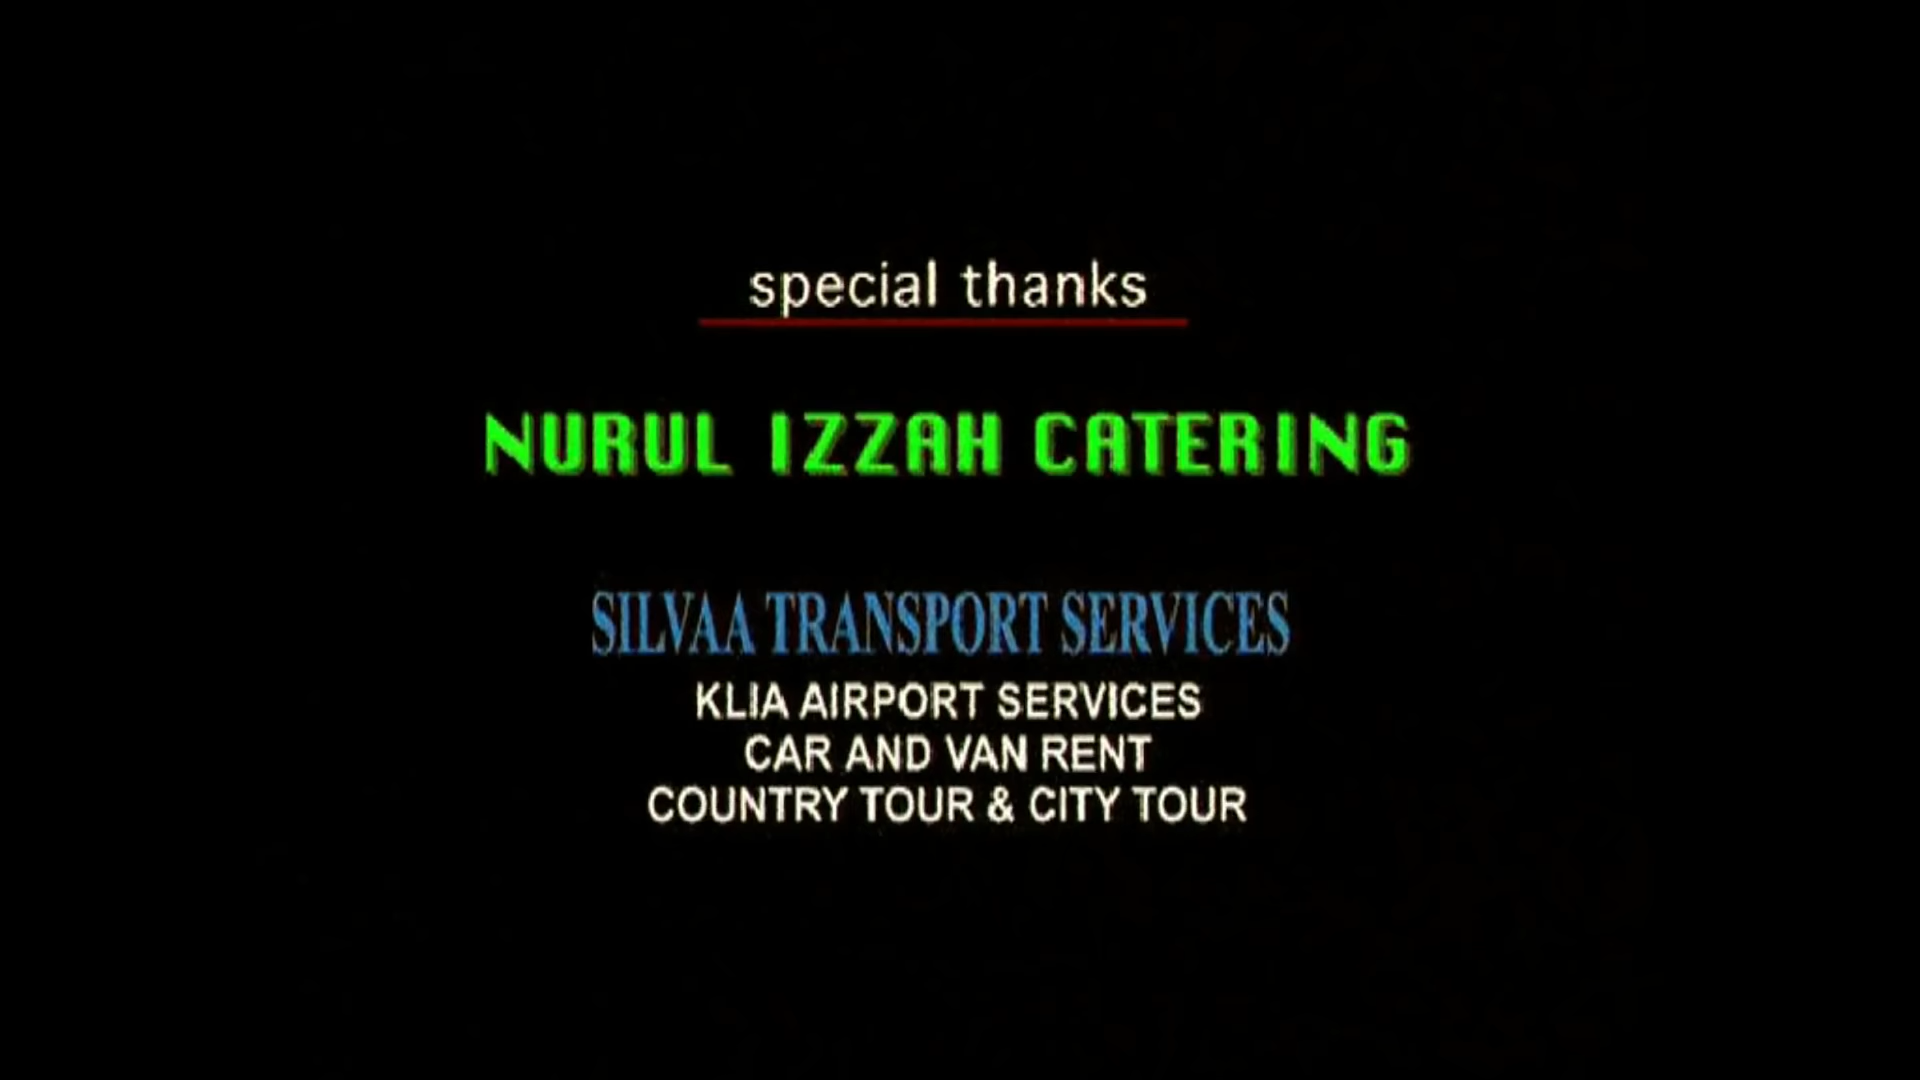 special thanks
NURUL IZZAH CATERING
SILVAA TRANSPORT SERVICES
KLIA AIRPORT SERVICES
CAR AND VAN RENT
COUNTRY TOUR & CITY TOUR